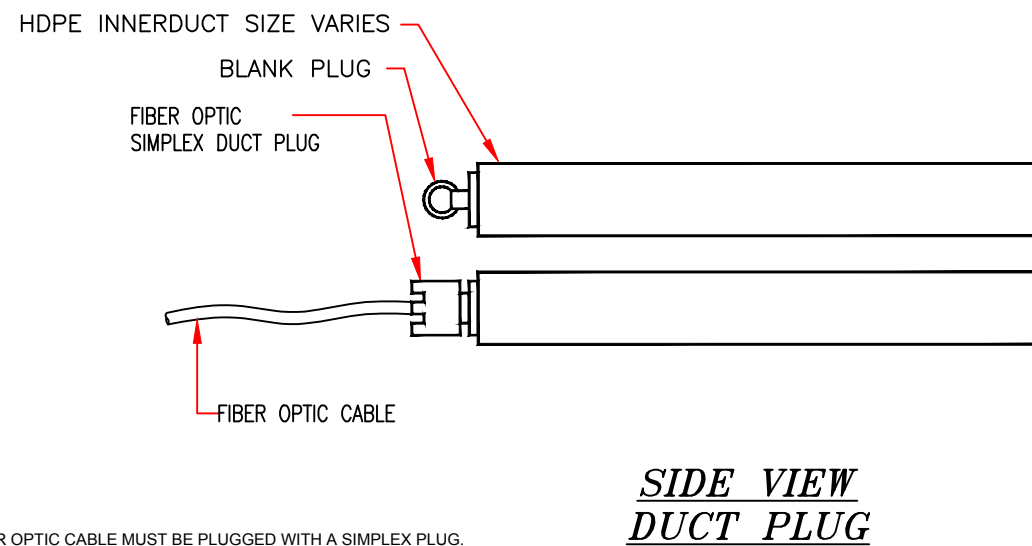 HDPE INNERDUCT SIZE VARIES
BLANK PLUG
FIBER OPTIC
SIMPLEX DUCT PLUG
FIBER OPTIC CABLE
SIDE VIEW
DUCT PLUG
R OPTIC CABLE MUST BE PLUGGED WITH A SIMPLEX PLUG.